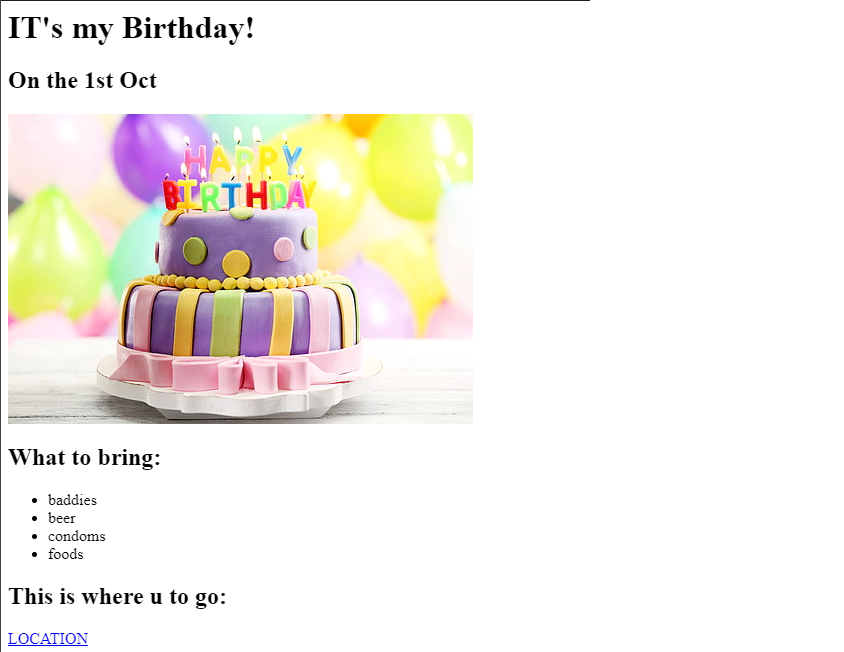 IT's my Birthday!
On the 1st Oct
HAPPY
BIRTHDAY
What to bring:
baddies
beer
condoms
foods
This is where u to go:
LOCATION